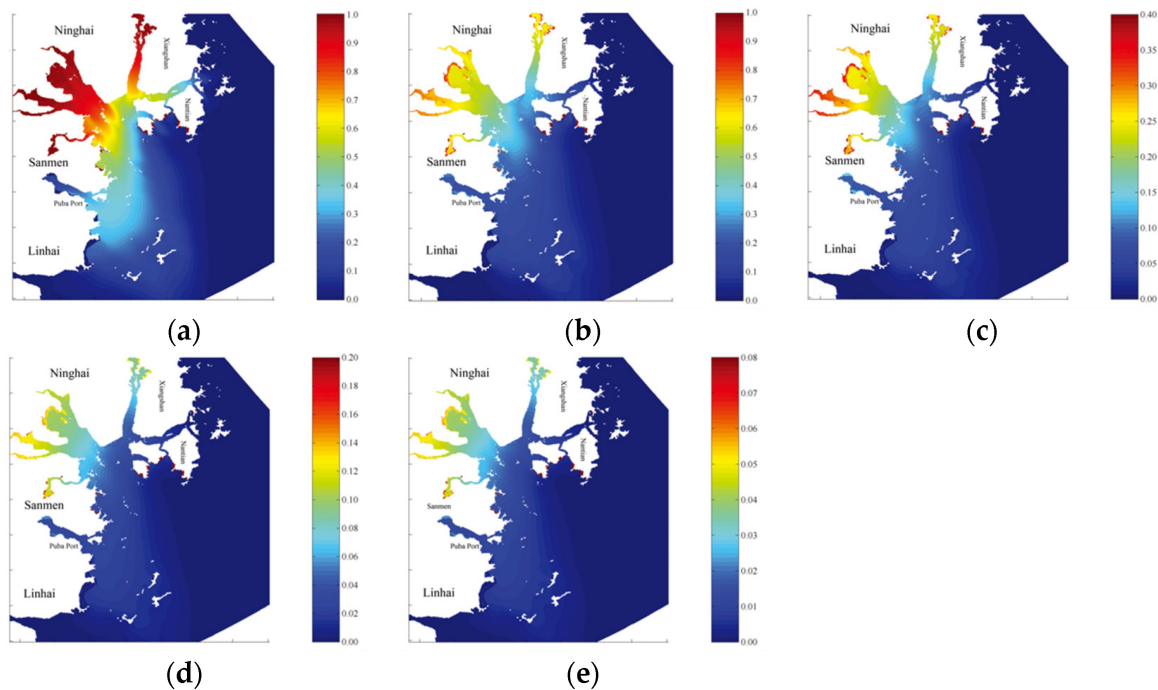 Ninghai
Xiangshan
Nantian
Sanmen
Puba Port
Linhai
1.0
0.9
0.8
0.7
0.6
0.5
0.4
0.3
0.2
0.1
0.0
(a)
Ninghai
Xiangshan
Nantian
Sanmen
Puba Port
Linhai
1.0
0.9
0.8
0.7
0.6
0.5
0.4
0.3
0.2
0.1
0.0
(b)
Ninghai
Xiangshan
Nantian
Sanmen
Puba Port
Linhai
0.40
0.35
0.30
0.25
0.20
0.15
0.10
0.05
0.00
(c)
Ninghai
Xiangshan
Nantian
Sanmen
Puba Port
Linhai
0.20
0.18
0.16
0.14
0.12
0.10
0.08
0.06
0.04
0.02
0.00
(d)
Ninghai
Xiangshan
Nantian
Sanmen
Puba Port
Linhai
0.08
0.07
0.06
0.05
0.04
0.03
0.02
0.01
0.00
(e)